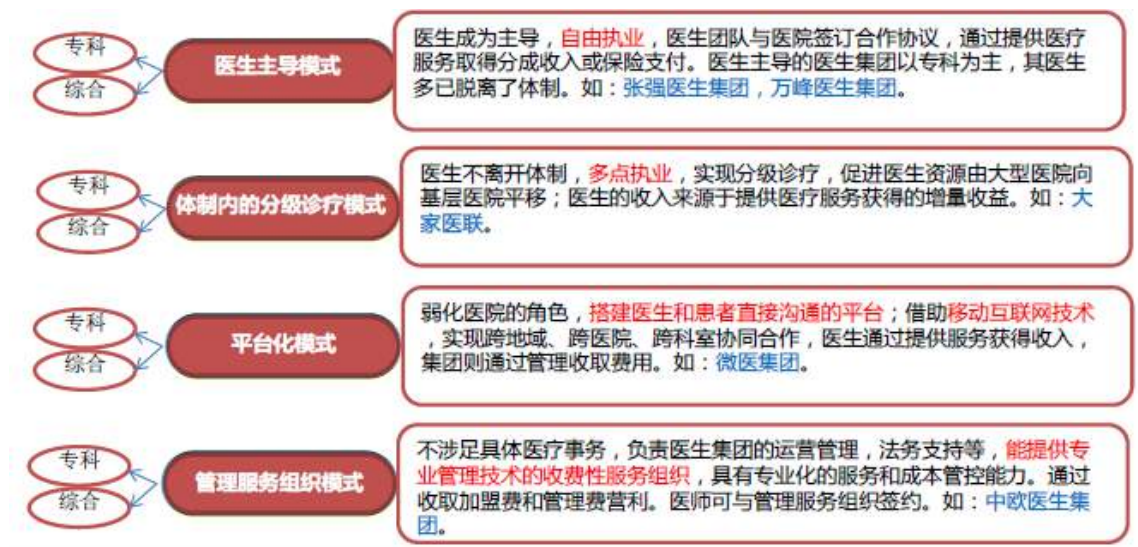 专科
综合
医生主导模式
医生成为主导，自由执业，医生团队与医院签订合作协议，通过提供医疗
服务取得分成收入或保险支付。医生主导的医生集团以专科为主，其医生
多已脱离了体制。如：张强医生集团，万峰医生集团。
专科
综合
体制内的分级诊疗模式
医生不离开体制，多点执业，实现分级诊疗，促进医生资源由大型医院向
基层医院平移；医生的收入来源于提供医疗服务获得的增量收益。如：大
家医联。
专科
综合
平台化模式
弱化医院的角色，搭建医生和患者直接沟通的平台；借助移动互联网技术
，实现跨地域、跨医院、跨科室协同合作，医生通过提供服务获得收入，
集团则通过管理收取费用。如：微医集团。
专科
综合
管理服务组织模式
不涉足具体医疗事务，负责医生集团的运营管理，法务支持等，能提供专
业管理技术的收费性服务组织，具有专业化的服务和成本管控能力。通过
收取加盟费和管理费营利。医师可与管理服务组织签约。如：中欧医生集
团。